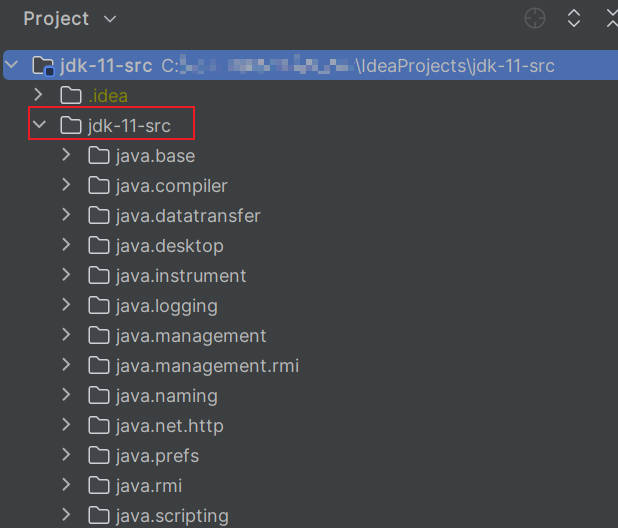 Project
jdk-11-src C: \IdeaProjects\jdk-11-src
.idea
jdk-11-src
java.base
java.compiler
java.datatransfer
java.desktop
java.instrument
java.logging
java.management
java.management.rmi
java.naming
java.net.http
java.prefs
java.rmi
java.scripting